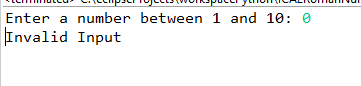 Enter a number between 1 and 10: 0
Invalid Input